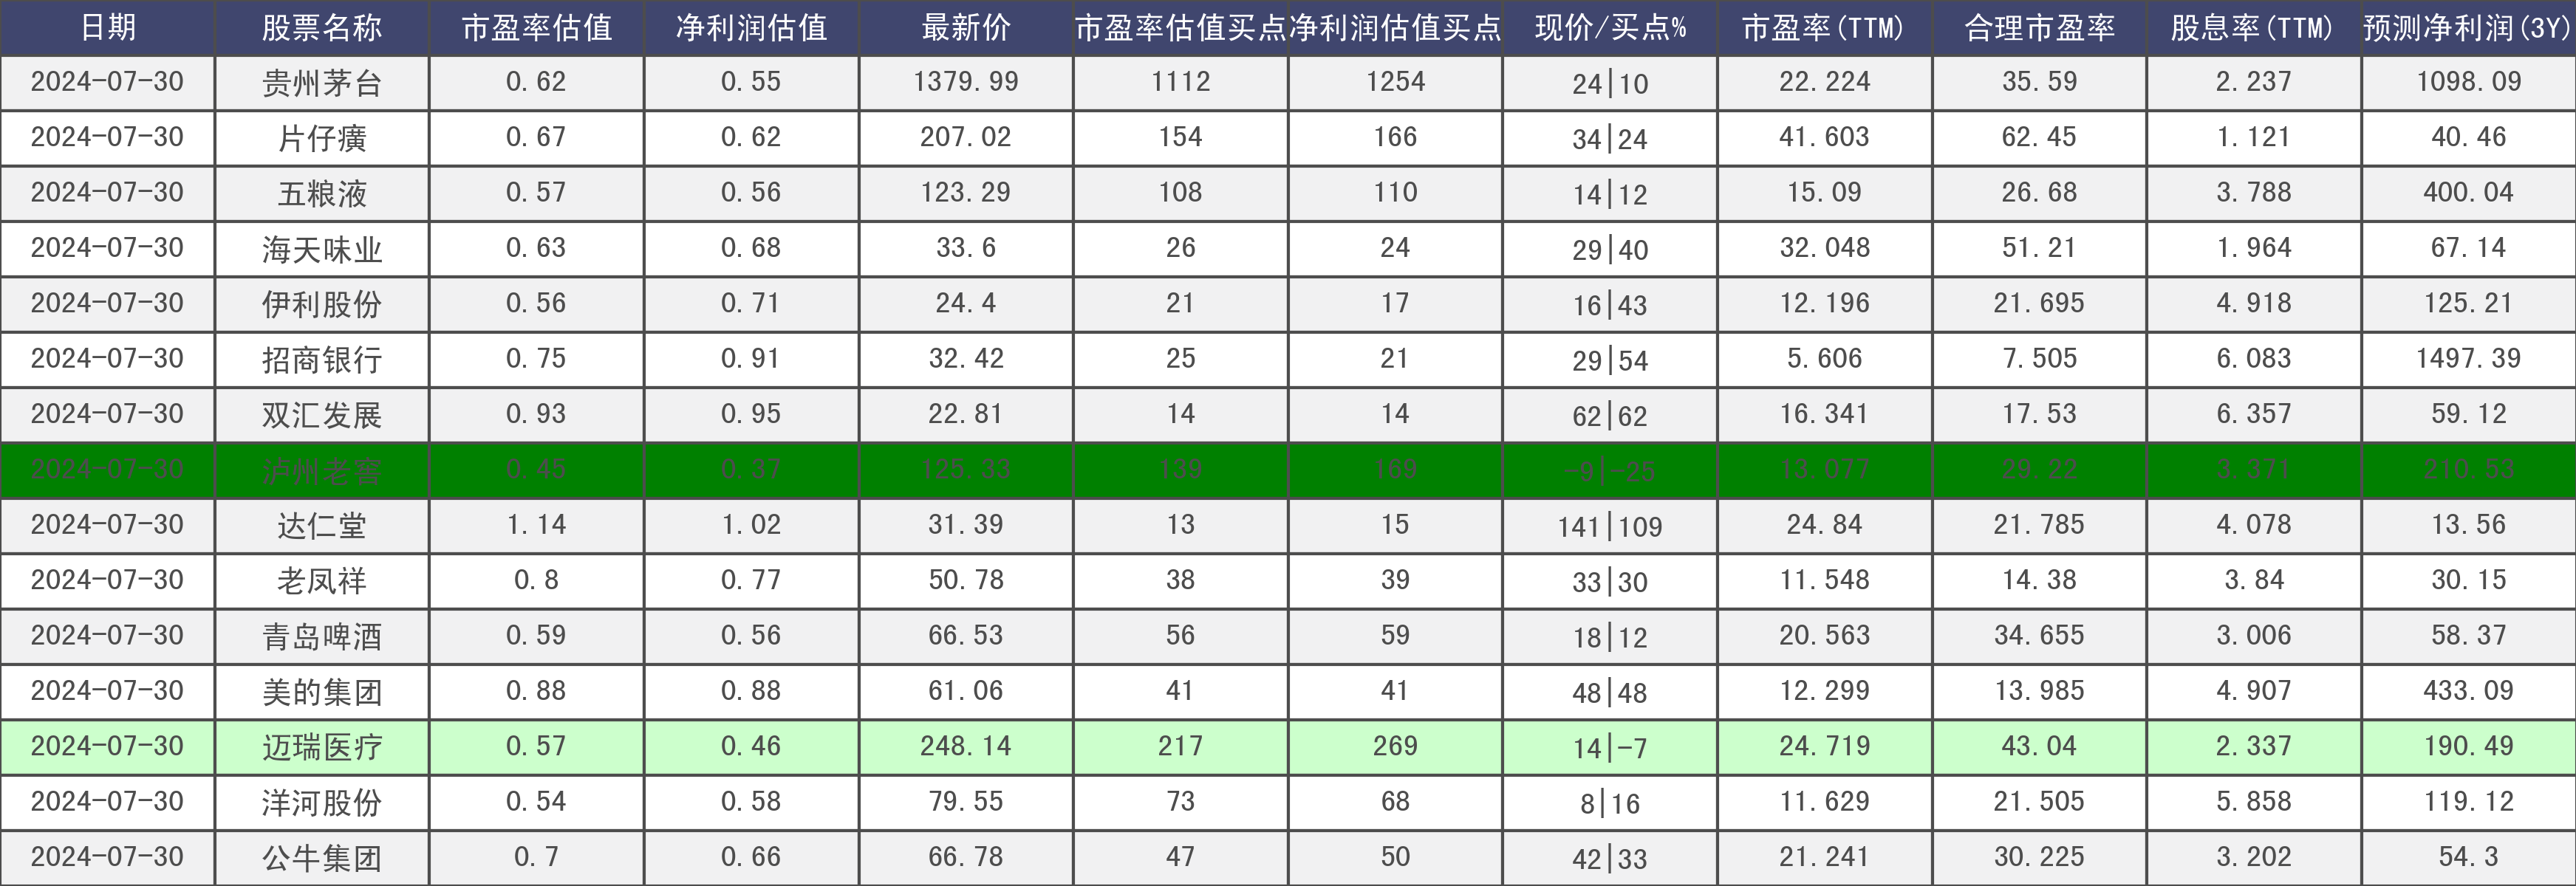 日期 股票名称 市盈率估值 净利润估值 最新价 市盈率估值买点 净利润估值买点 现价/买点% 市盈率(TTM) 合理市盈率 股息率(TTM) 预测净利润(3Y)
2024-07-30 贵州茅台 0.62 0.55 1379.99 1112 1254 24|10 22.224 35.59 2.237 1098.09
2024-07-30 片仔癀 0.67 0.62 207.02 154 166 34|24 41.603 62.45 1.121 40.46
2024-07-30 五粮液 0.57 0.56 123.29 108 110 14|12 15.09 26.68 3.788 400.04
2024-07-30 海天味业 0.63 0.68 33.6 26 24 29|40 32.048 51.21 1.964 67.14
2024-07-30 伊利股份 0.56 0.71 24.4 21 17 16|43 12.196 21.695 4.918 125.21
2024-07-30 招商银行 0.75 0.91 32.42 25 21 29|54 5.606 7.505 6.083 1497.39
2024-07-30 双汇发展 0.93 0.95 22.81 14 14 62|62 16.341 17.53 6.357 59.12
2024-07-30 泸州老窖 0.45 0.37 125.33 139 169 -9|-25 13.077 29.22 3.371 210.53
2024-07-30 达仁堂 1.14 1.02 31.39 13 15 141|109 24.84 21.785 4.078 13.56
2024-07-30 老凤祥 0.8 0.77 50.78 38 39 33|30 11.548 14.38 3.84 30.15
2024-07-30 青岛啤酒 0.59 0.56 66.53 56 59 18|12 20.563 34.655 3.006 58.37
2024-07-30 美的集团 0.88 0.88 61.06 41 41 48|48 12.299 13.985 4.907 433.09
2024-07-30 迈瑞医疗 0.57 0.46 248.14 217 269 14|-7 24.719 43.04 2.337 190.49
2024-07-30 洋河股份 0.54 0.58 79.55 73 68 8|16 11.629 21.505 5.858 119.12
2024-07-30 公牛集团 0.7 0.66 66.78 47 50 42|33 21.241 30.225 3.202 54.3